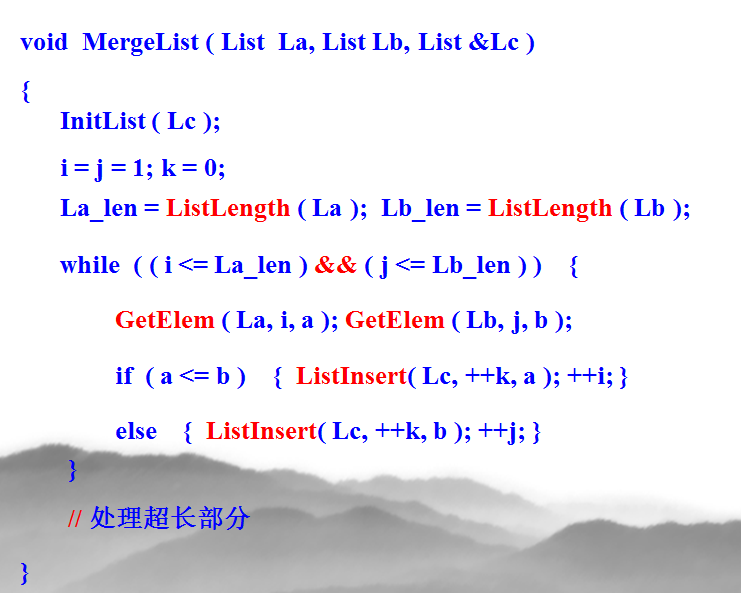 void MergeList ( List La, List Lb, List &Lc )
{
InitList ( Lc );
i = j = 1; k = 0;
La_len = ListLength ( La ); Lb_len = ListLength ( Lb );
while ( ( i <= La_len ) && ( j <= Lb_len ) ) {
GetElem ( La, i, a ); GetElem ( Lb, j, b );
if ( a <= b ) { ListInsert( Lc, ++k, a ); ++i; }
else { ListInsert( Lc, ++k, b ); ++j; }
}
// 处理超长部分
}